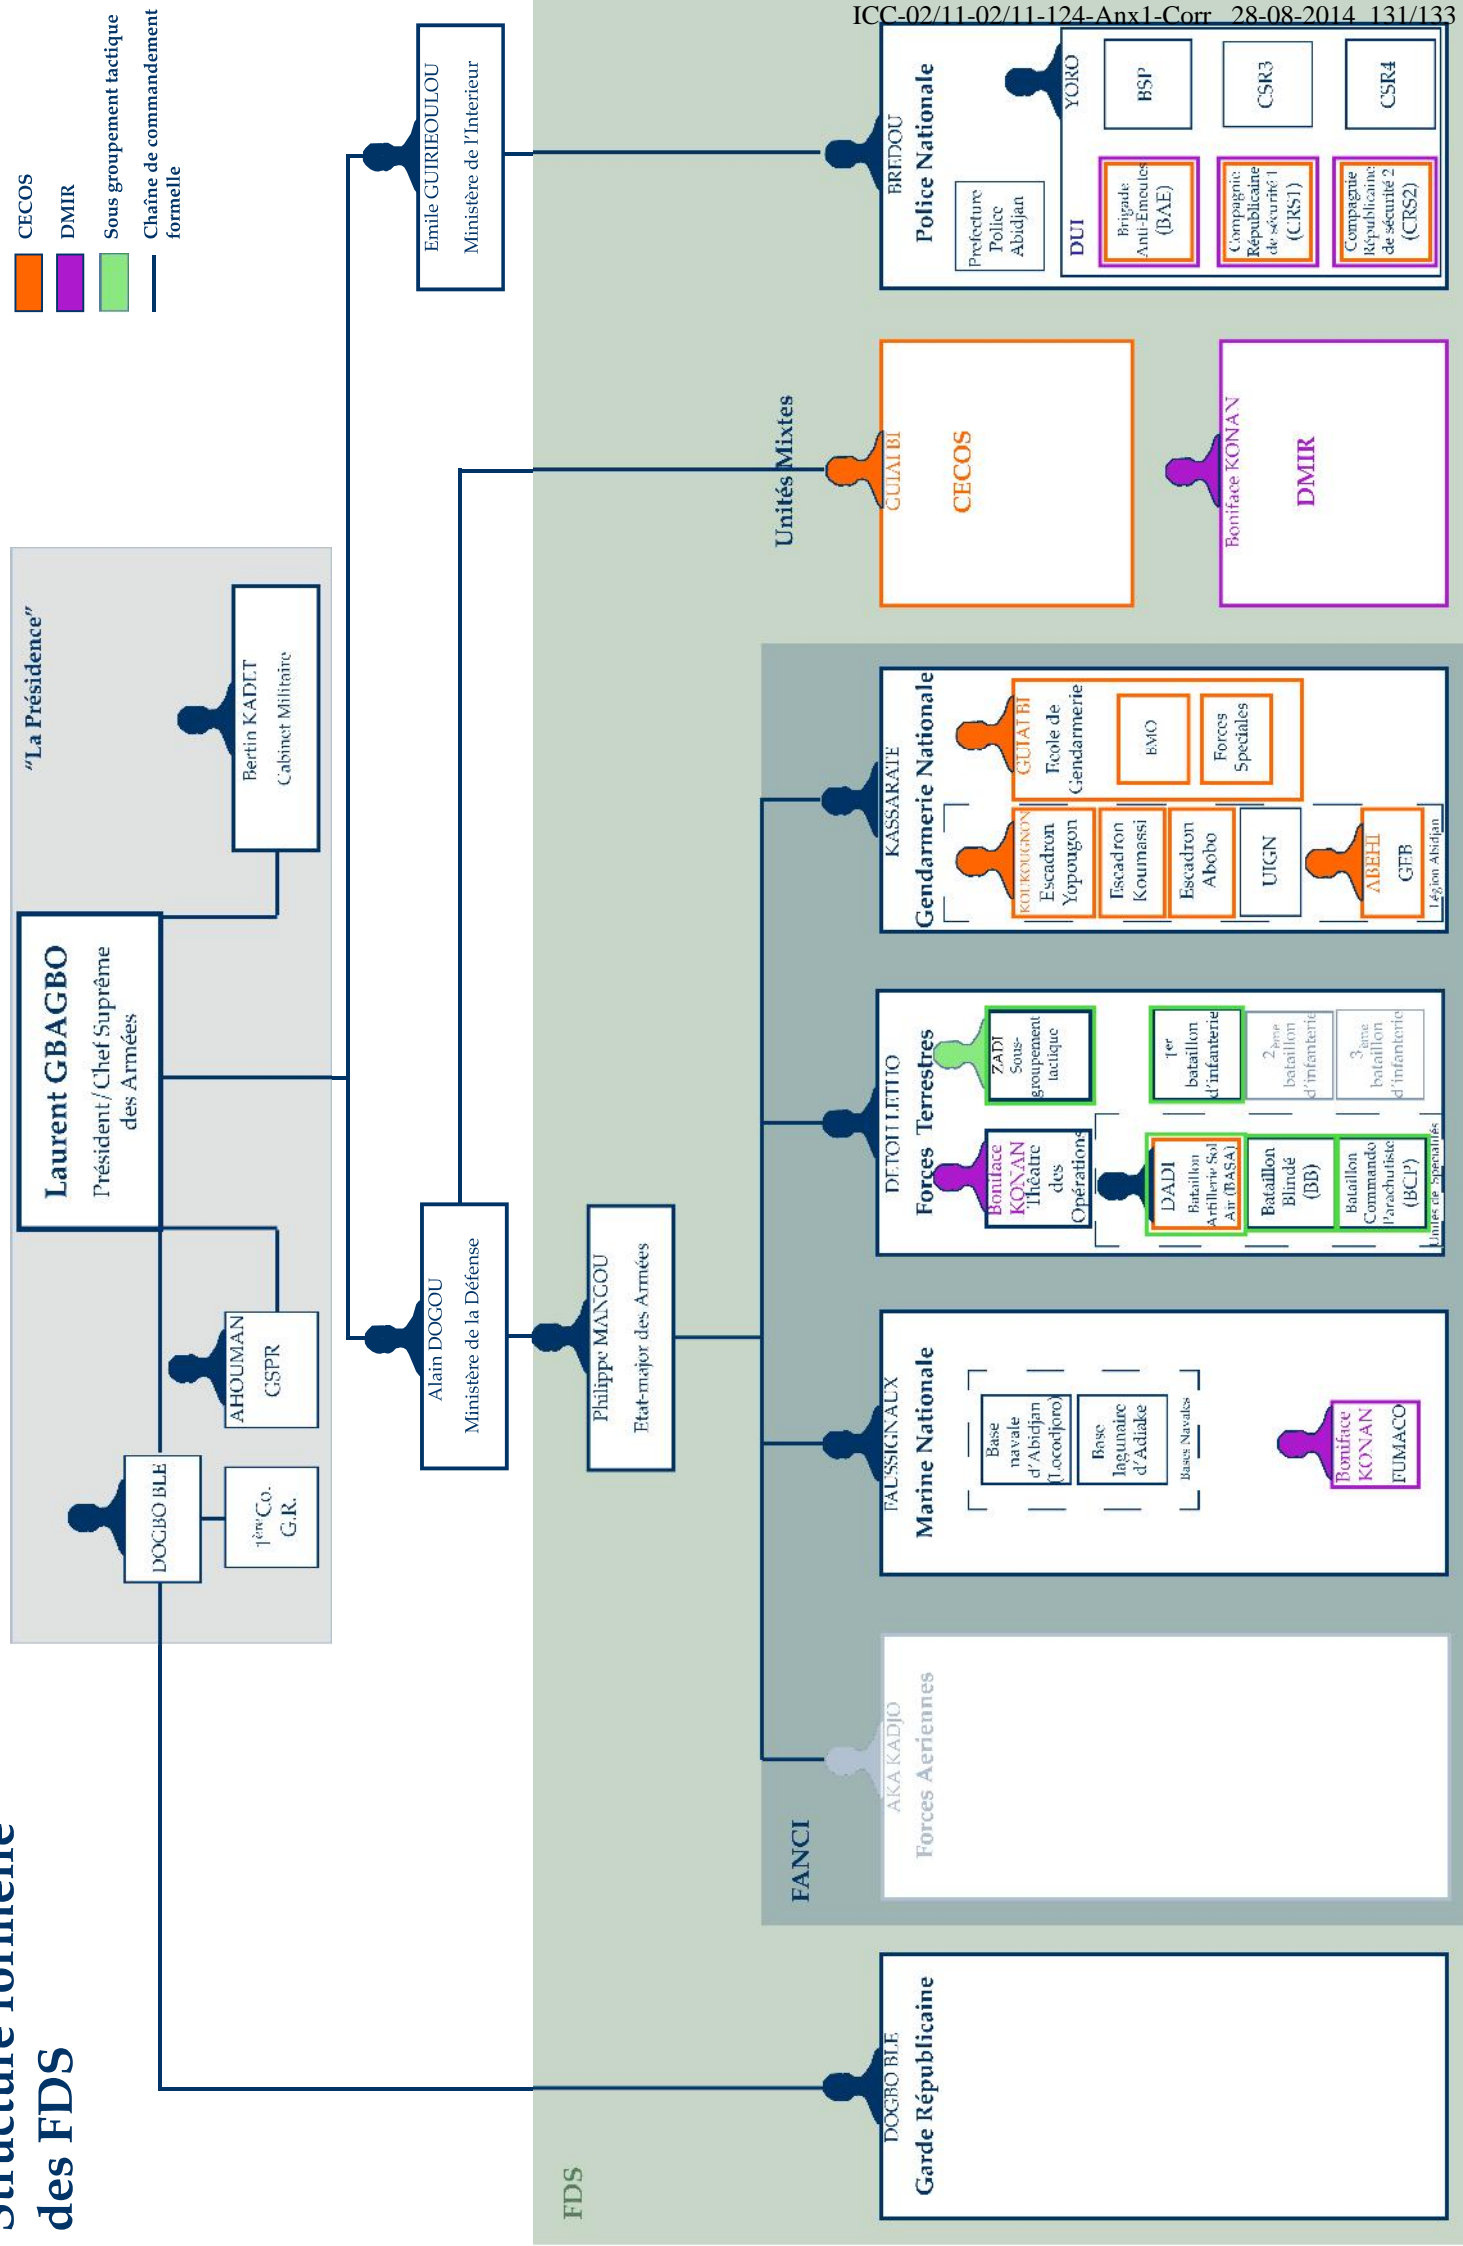 ICC-02/11-02/11-124-Anx1-Corr 28-08-2014 131/133
Structure formelle
des FDS
CECOS
DMIR
Sous groupement tactique
Chaîne de commandement
formelle
"La Présidence"
Laurent GBAGBO
Président/Chef Suprême
des Armées
DOGBO BLE
1ère Co.
G.R.
AHOUMAN
GSPR
Bertin KADET
Cabinet Militaire
Alain DOGOU
Ministère de la Défense
Emile GUIRIEOULOU
Ministère de l'Interieur
Philippe MANGOU
Etat-major des Armées
FDS
FANCI
Unités Mixtes
DOGBO BLE
Garde Républicaine
AKA KADJO
Forces Aeriennes
FAUSSIGNAUX
Marine Nationale
Base
navale
d'Abidjan
(Locodjoro)
Base
lagunaire
d'Adiake
Bases Navales
Boniface
KONAN
FUMACO
DETOH LETHO
Forces Terrestres
Boniface
KONAN
Théatre
des
Opérations
ZADI
Sous-
groupement
tactique
DADI
Bataillon
Artillerie Sol
Air (BASA)
Bataillon
Blindé
(BB)
Bataillon
Commando
Parachutiste
(BCP)
Unités de Spécialités
1er
bataillon
d'infanterie
2ème
bataillon
d'infanterie
3ème
bataillon
d'infanterie
KASSARATE
Gendarmerie Nationale
KOUKOUGNON
Escadron
Yopougon
Escadron
Koumassi
Escadron
Abobo
UIGN
ABEHI
GEB
Légion Abidjan
GUIAI BI
Ecole de
Gendarmerie
EMO
Forces
Speciales
GUIAI BI
CECOS
Boniface KONAN
DMIR
BREDOU
Police Nationale
Prefecture
Police
Abidjan
YORO
DUI
Brigade
Anti-Emeutes
(BAE)
Compagnie
Républicaine
de sécurité 1
(CRS1)
Compagnie
Républicaine
de sécurité 2
(CRS2)
BSP
CSR3
CSR4